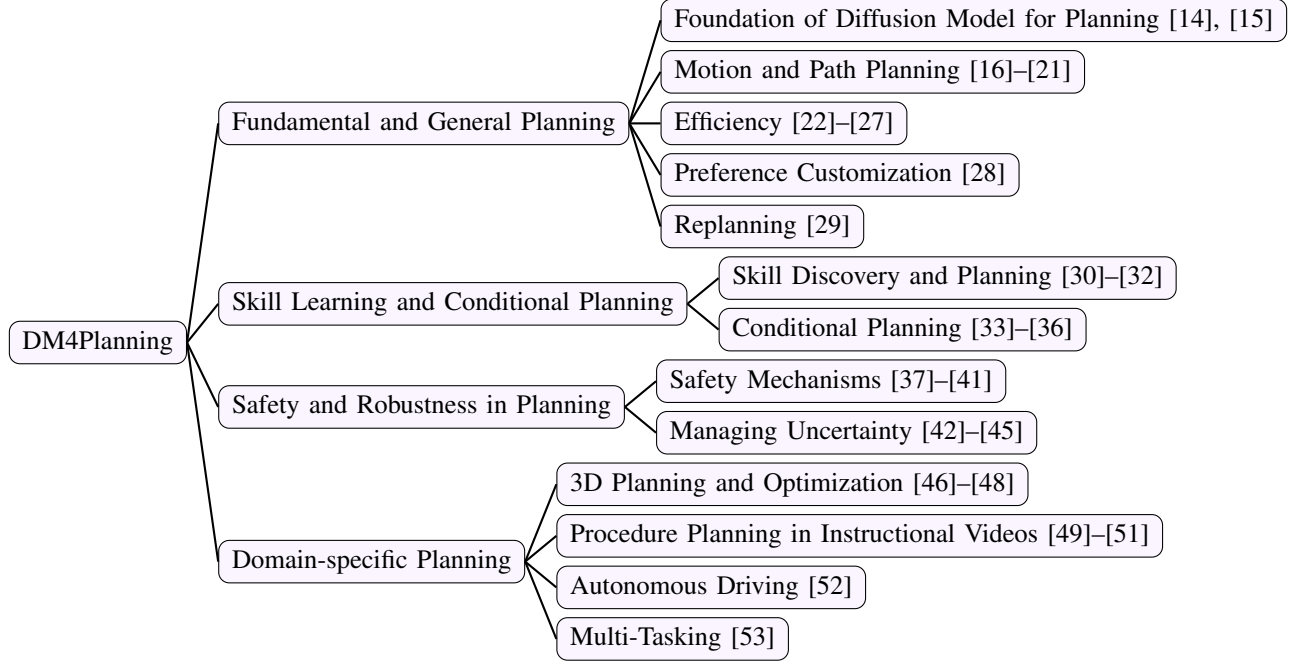 DM4Planning
Fundamental and General Planning
Foundation of Diffusion Model for Planning [14], [15]
Motion and Path Planning [16]–[21]
Efficiency [22]–[27]
Preference Customization [28]
Replanning [29]
Skill Learning and Conditional Planning
Skill Discovery and Planning [30]–[32]
Conditional Planning [33]–[36]
Safety and Robustness in Planning
Safety Mechanisms [37]–[41]
Managing Uncertainty [42]–[45]
Domain-specific Planning
3D Planning and Optimization [46]–[48]
Procedure Planning in Instructional Videos [49]–[51]
Autonomous Driving [52]
Multi-Tasking [53]